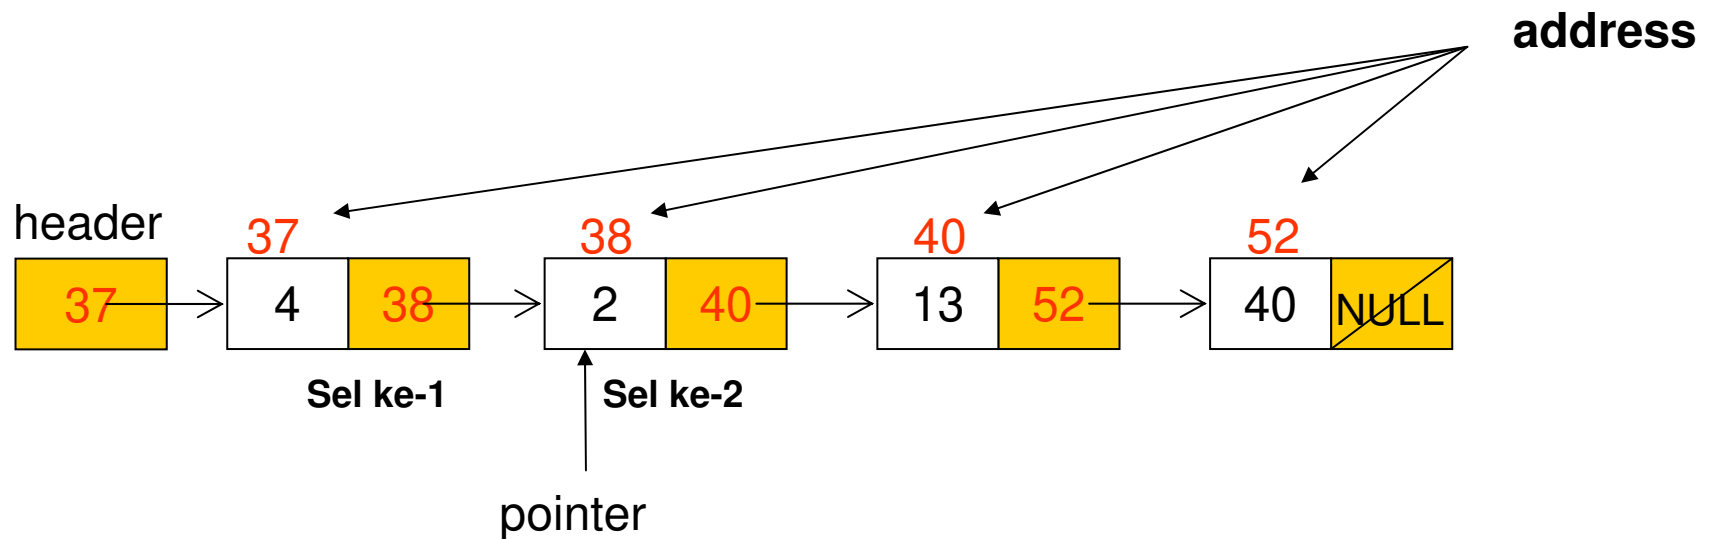 address
header
37 38 40 52
37 4 38 2 40 13 52 40 NULL
Sel ke-1 Sel ke-2
pointer